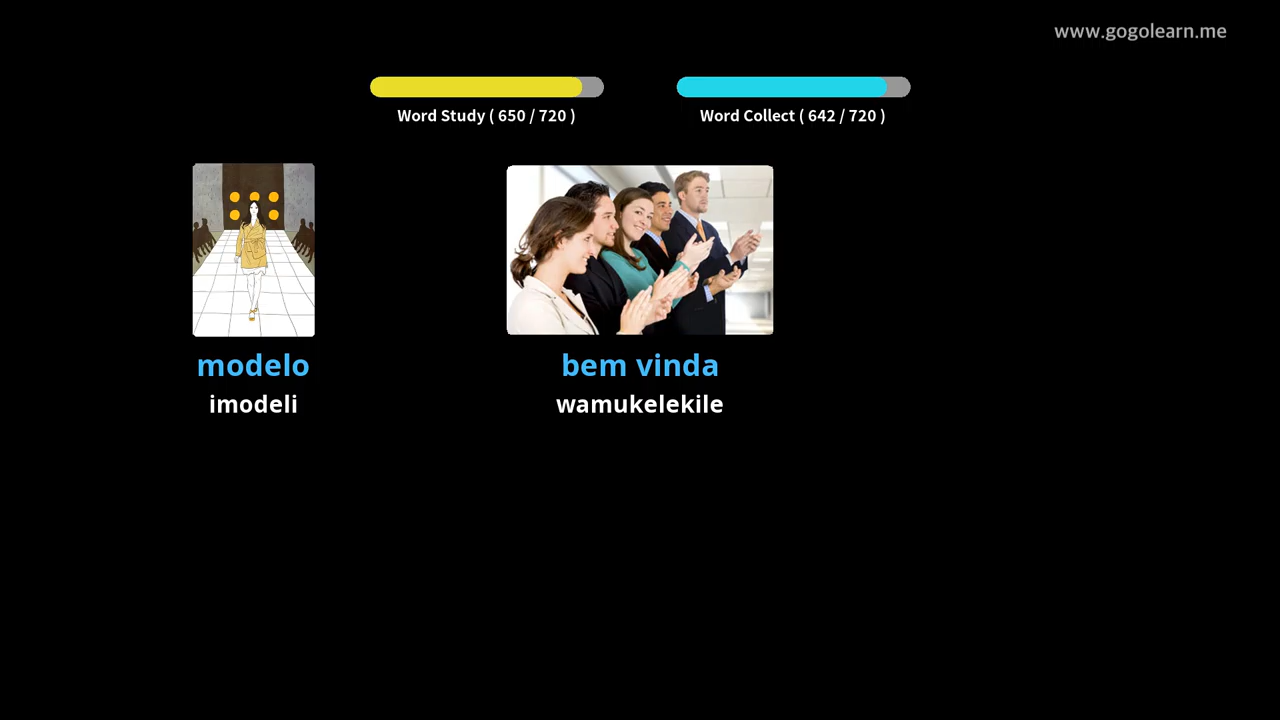 www.gogolearn.me
Word Study ( 650 / 720 )
Word Collect ( 642 / 720 )
modelo
imodeli
bem vinda
wamukelekile